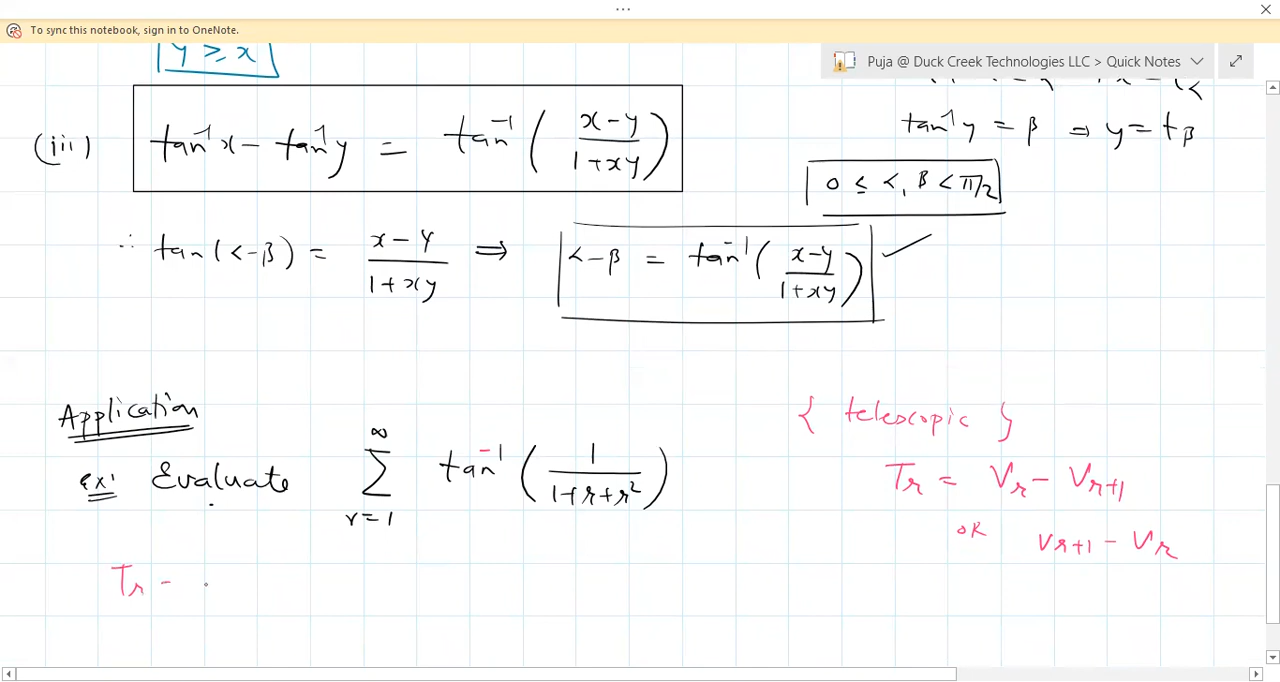 To sync this notebook, sign in to OneNote.
y ≥ x
Puja @ Duck Creek Technologies LLC > Quick Notes
(iii) tan⁻¹x − tan⁻¹y = tan⁻¹( (x−y)/(1+xy) )
tan⁻¹y = β ⇒ y = tβ
0 ≤ α, β < π/2
∴ tan(α−β) = (x−y)/(1+xy) ⇒ α−β = tan⁻¹( (x−y)/(1+xy) ) ✓
Application
{ telescopic }
ex: Evaluate ∑_{r=1}^{∞} tan⁻¹( 1/(1+r+r²) )
Tr = Vr − Vr+1
OR Vr+1 − Vr
Tr -